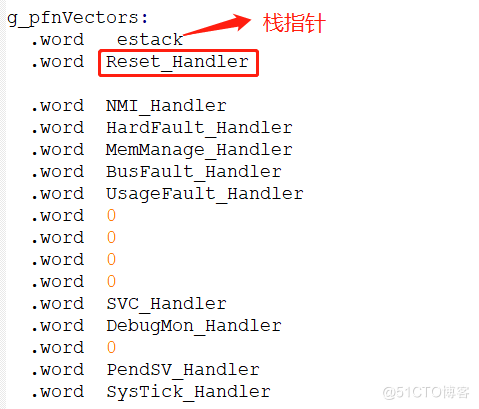 g_pfnVectors:
.word _estack
栈指针
.word Reset_Handler
.word NMI_Handler
.word HardFault_Handler
.word MemManage_Handler
.word BusFault_Handler
.word UsageFault_Handler
.word 0
.word 0
.word 0
.word 0
.word SVC_Handler
.word DebugMon_Handler
.word 0
.word PendSV_Handler
.word SysTick_Handler
@51CTO博客